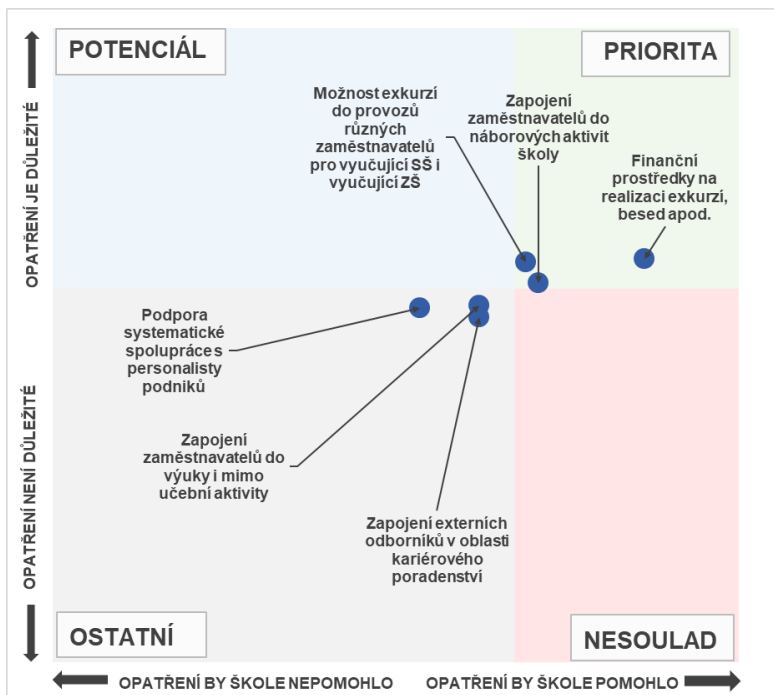 POTENCIÁL
PRIORITA
Možnost exkurzí
do provozů
různých
zaměstnavatelů
pro vyučující SŠ i
vyučující ZŠ
Zapojení
zaměstnavatelů do
náborových aktivit
školy
Finanční
prostředky na
realizaci exkurzí,
besed apod.
OPATŘENÍ JE DŮLEŽITÉ
Podpora
systematické
spolupráce s
personalisty
podniků
Zapojení
zaměstnavatelů do
výuky i mimo
učební aktivity
Zapojení externích
odborníků v oblasti
kariérového
poradenství
OPATŘENÍ NENÍ DŮLEŽITÉ
OSTATNÍ
NESOULAD
OPATŘENÍ BY ŠKOLE NEPOMOHLO
OPATŘENÍ BY ŠKOLE POMOHLO